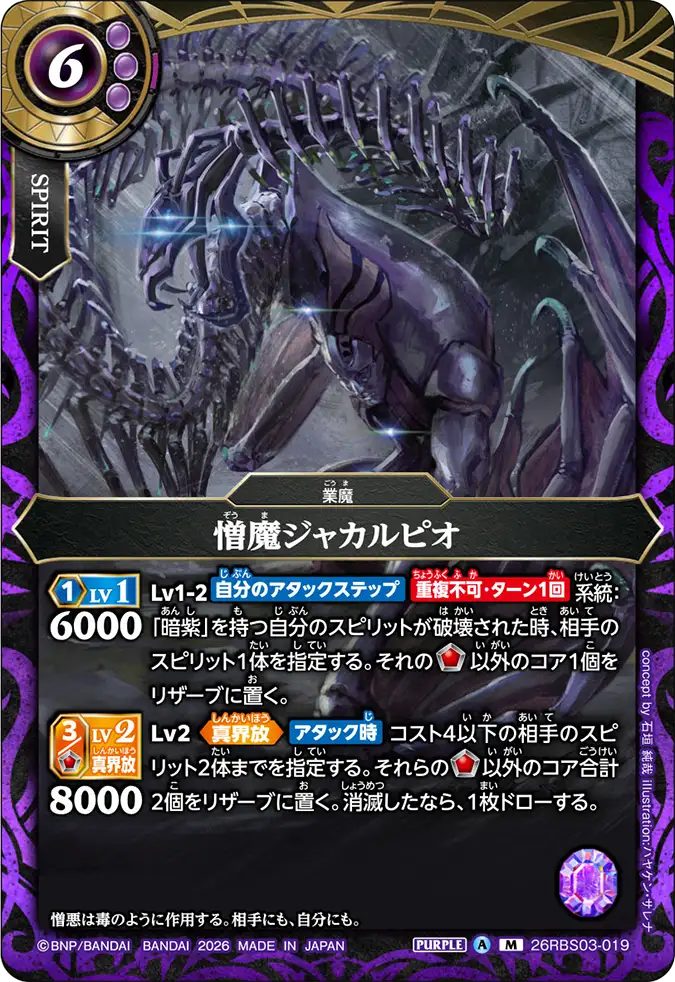 6
SPIRIT
業魔
憎魔ジャカルピオ
1 LV1
6000
Lv1-2 自分のアタックステップ 重複不可・ターン1回 系統：
「暗紫」を持つ自分のスピリットが破壊された時、相手の
スピリット1体を指定する。それの以外のコア1個を
リザーブに置く。
3 LV2
真界放
8000
Lv2 真界放 アタック時 コスト4以下の相手のスピ
リット2体までを指定する。それらの以外のコア合計
2個をリザーブに置く。消滅したなら、1枚ドローする。
憎悪は毒のように作用する。相手にも、自分にも。
©BNP/BANDAI BANDAI 2026 MADE IN JAPAN
PURPLE A M 26RBS03-019
concept by 石垣 純哉 illustration:ハヤケン・サレナ